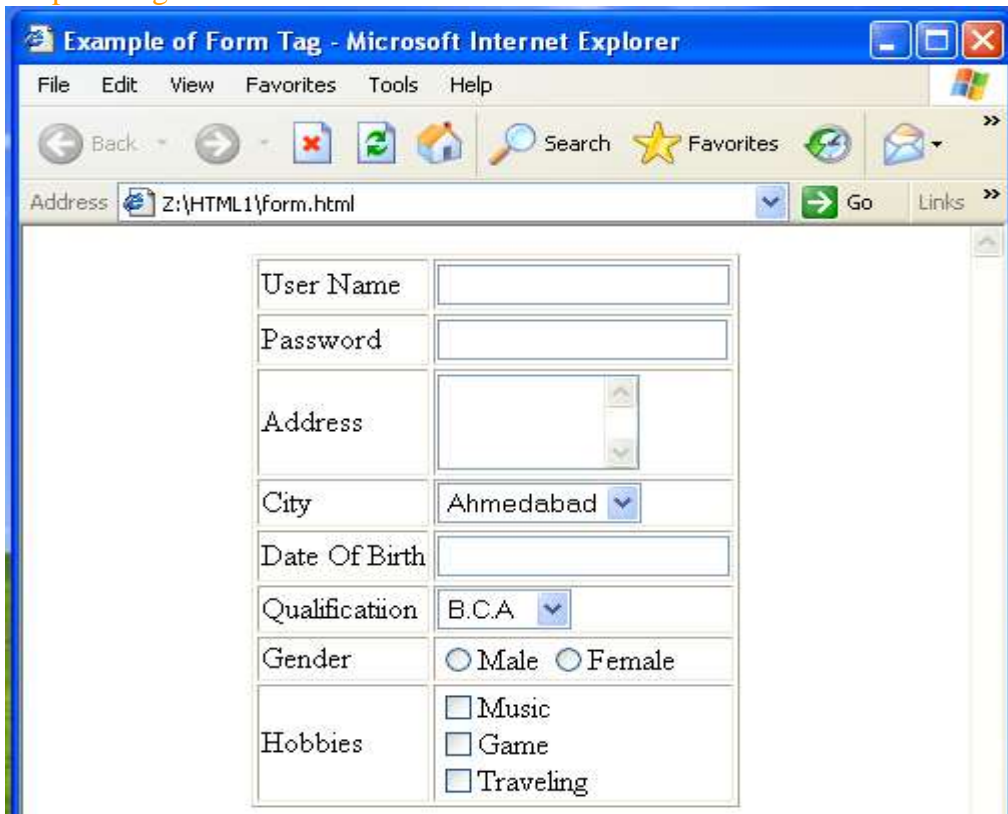 Example of Form Tag - Microsoft Internet Explorer
File Edit View Favorites Tools Help
Back Search Favorites »
Address Z:\HTML1\form.html Go Links »
User Name
Password
Address
City Ahmedabad
Date Of Birth
Qualificatiion B.C.A
Gender Male Female
Music
Hobbies Game
Traveling